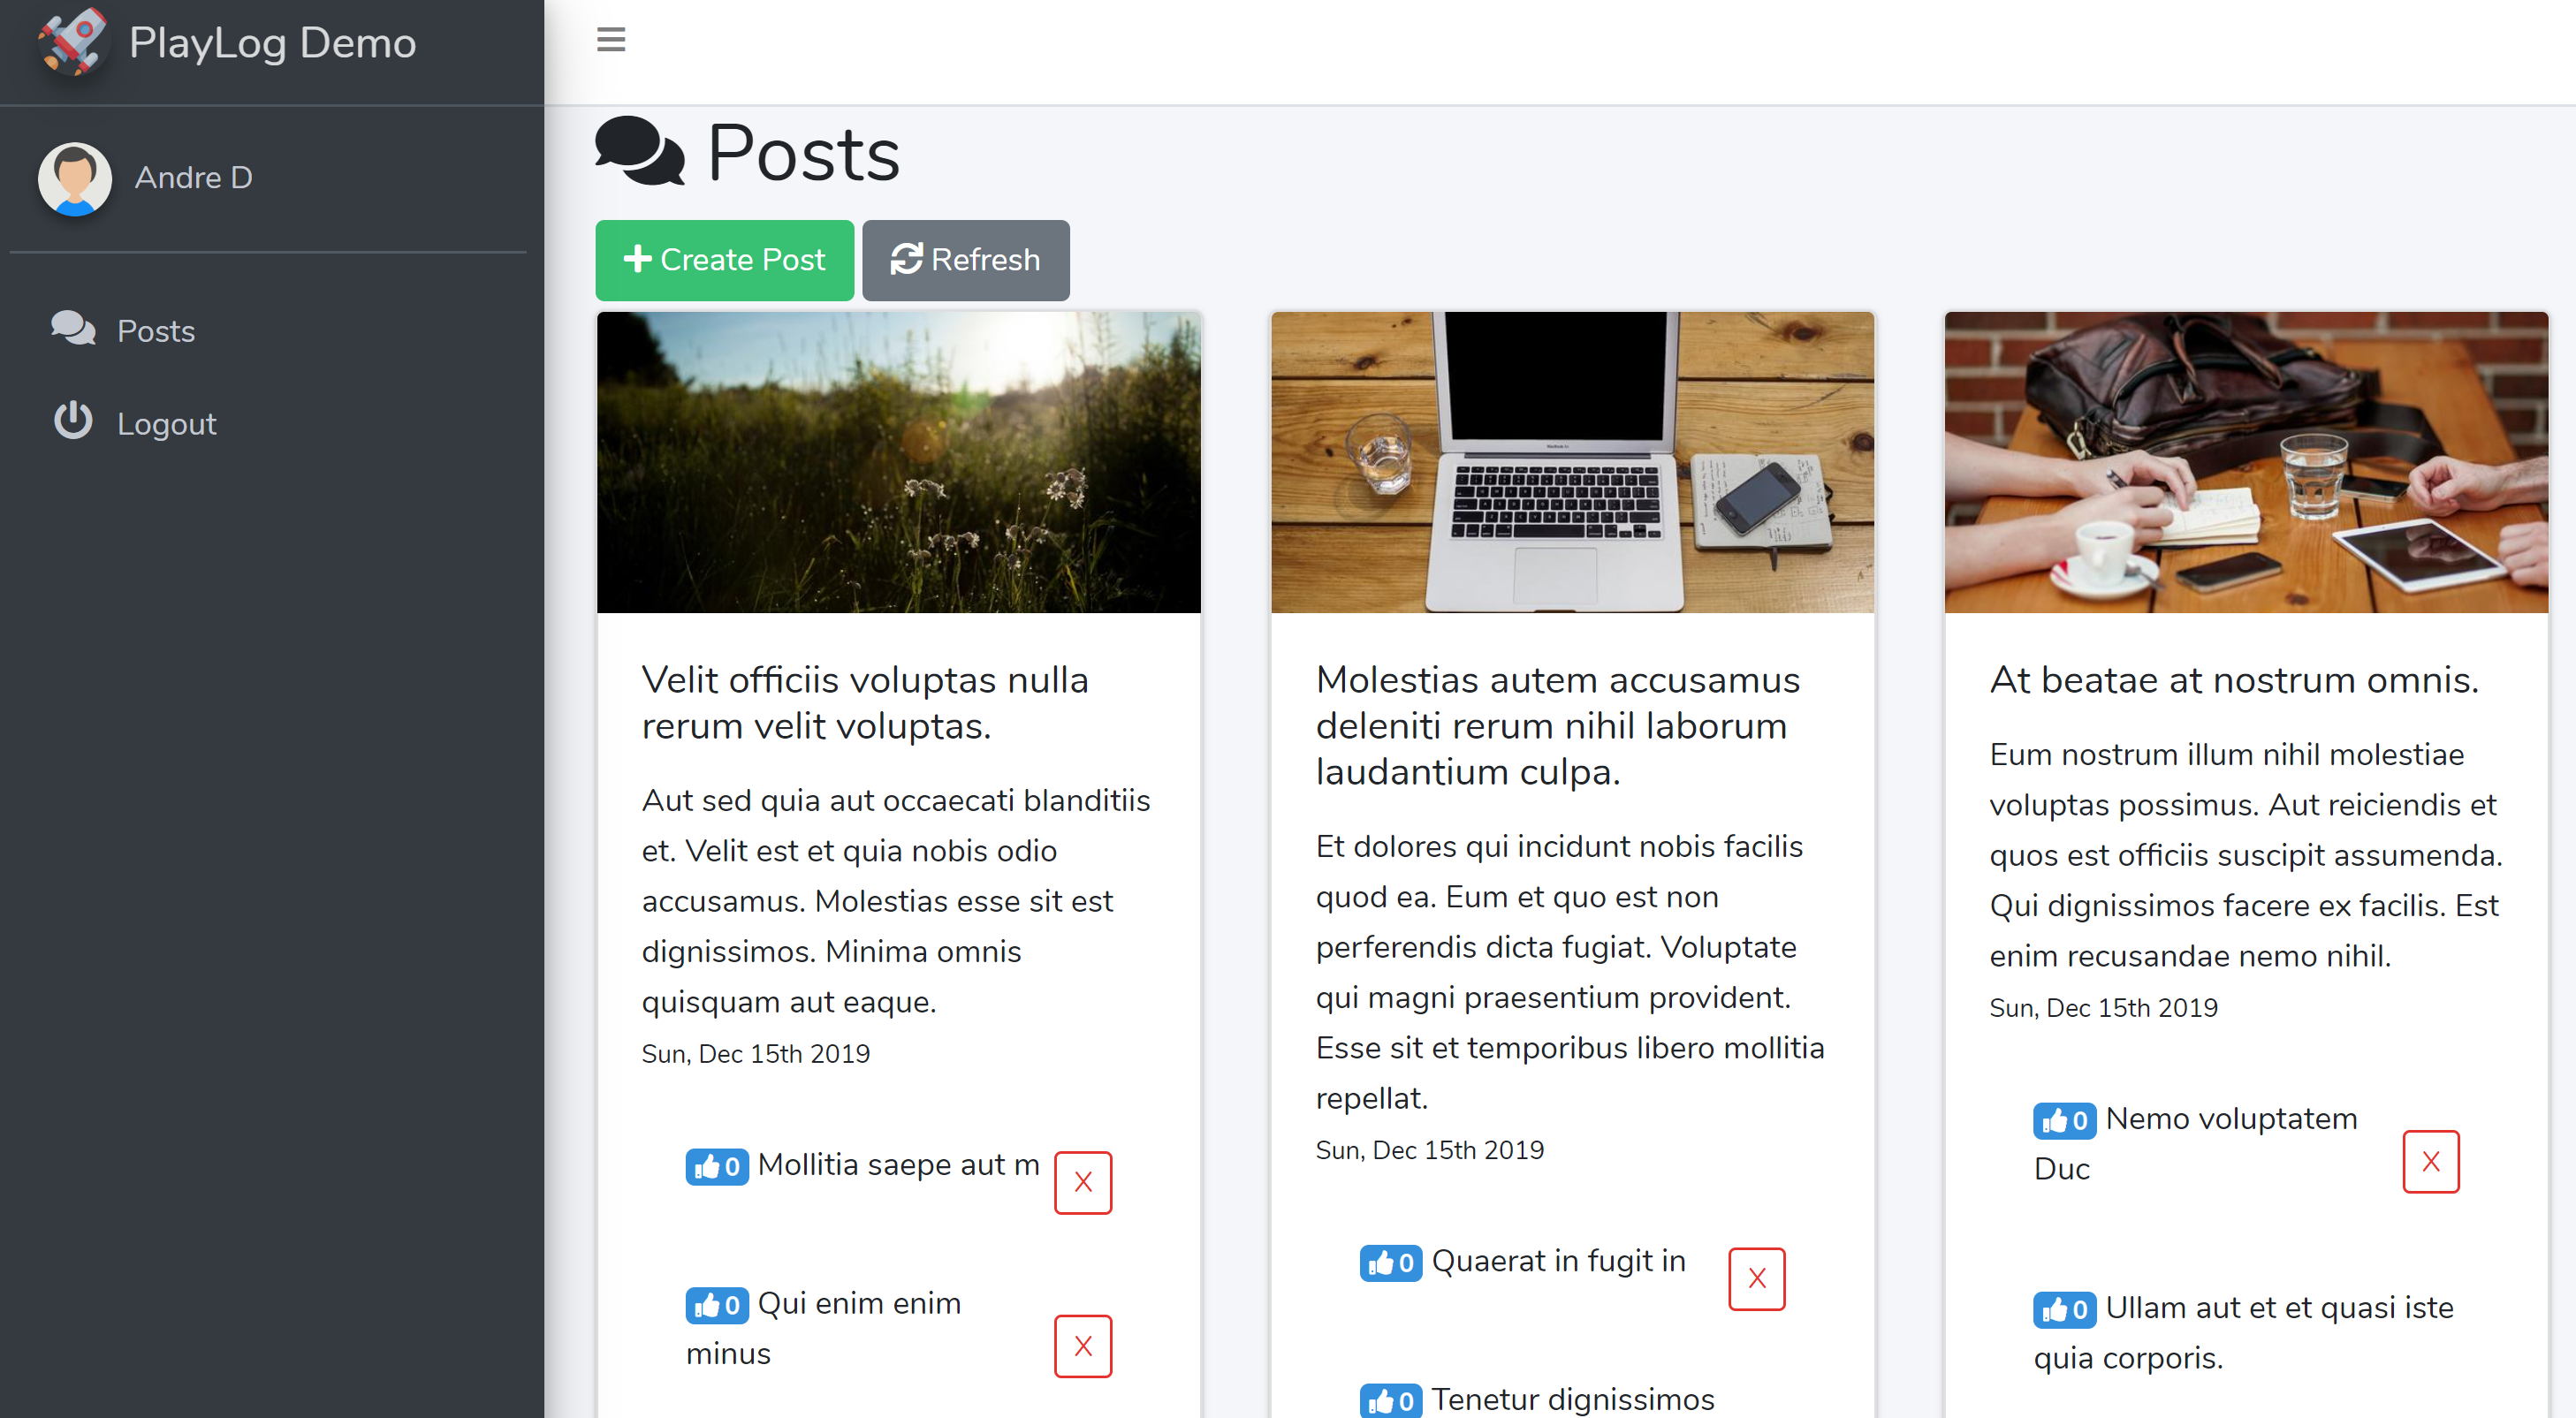 PlayLog Demo
Andre D
Posts
Logout
Posts
Create Post
Refresh
Velit officiis voluptas nulla
rerum velit voluptas.
Aut sed quia aut occaecati blanditiis
et. Velit est et quia nobis odio
accusamus. Molestias esse sit est
dignissimos. Minima omnis
quisquam aut eaque.
Sun, Dec 15th 2019
0 Mollitia saepe aut m
X
0 Qui enim enim
minus
X
Molestias autem accusamus
deleniti rerum nihil laborum
laudantium culpa.
Et dolores qui incidunt nobis facilis
quod ea. Eum et quo est non
perferendis dicta fugiat. Voluptate
qui magni praesentium provident.
Esse sit et temporibus libero mollitia
repellat.
Sun, Dec 15th 2019
0 Quaerat in fugit in
X
0 Tenetur dignissimos
At beatae at nostrum omnis.
Eum nostrum illum nihil molestiae
voluptas possimus. Aut reiciendis et
quos est officiis suscipit assumenda.
Qui dignissimos facere ex facilis. Est
enim recusandae nemo nihil.
Sun, Dec 15th 2019
0 Nemo voluptatem
Duc
X
0 Ullam aut et et quasi iste
quia corporis.